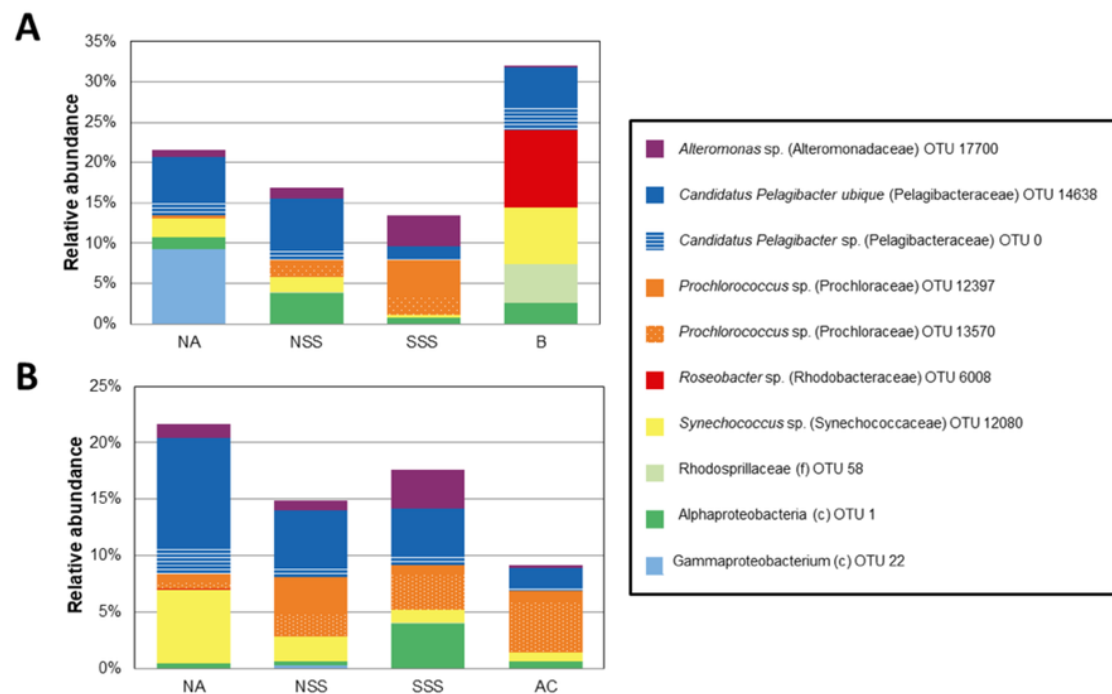 A
35%
30%
25%
20%
15%
10%
5%
0%
Relative abundance
NA NSS SSS B
B
25%
20%
15%
10%
5%
0%
Relative abundance
NA NSS SSS AC
Alteromonas sp. (Alteromonadaceae) OTU 17700
Candidatus Pelagibacter ubique (Pelagibacteraceae) OTU 14638
Candidatus Pelagibacter sp. (Pelagibacteraceae) OTU 0
Prochlorococcus sp. (Prochloraceae) OTU 12397
Prochlorococcus sp. (Prochloraceae) OTU 13570
Roseobacter sp. (Rhodobacteraceae) OTU 6008
Synechococcus sp. (Synechococcaceae) OTU 12080
Rhodosprillaceae (f) OTU 58
Alphaproteobacteria (c) OTU 1
Gammaproteobacterium (c) OTU 22